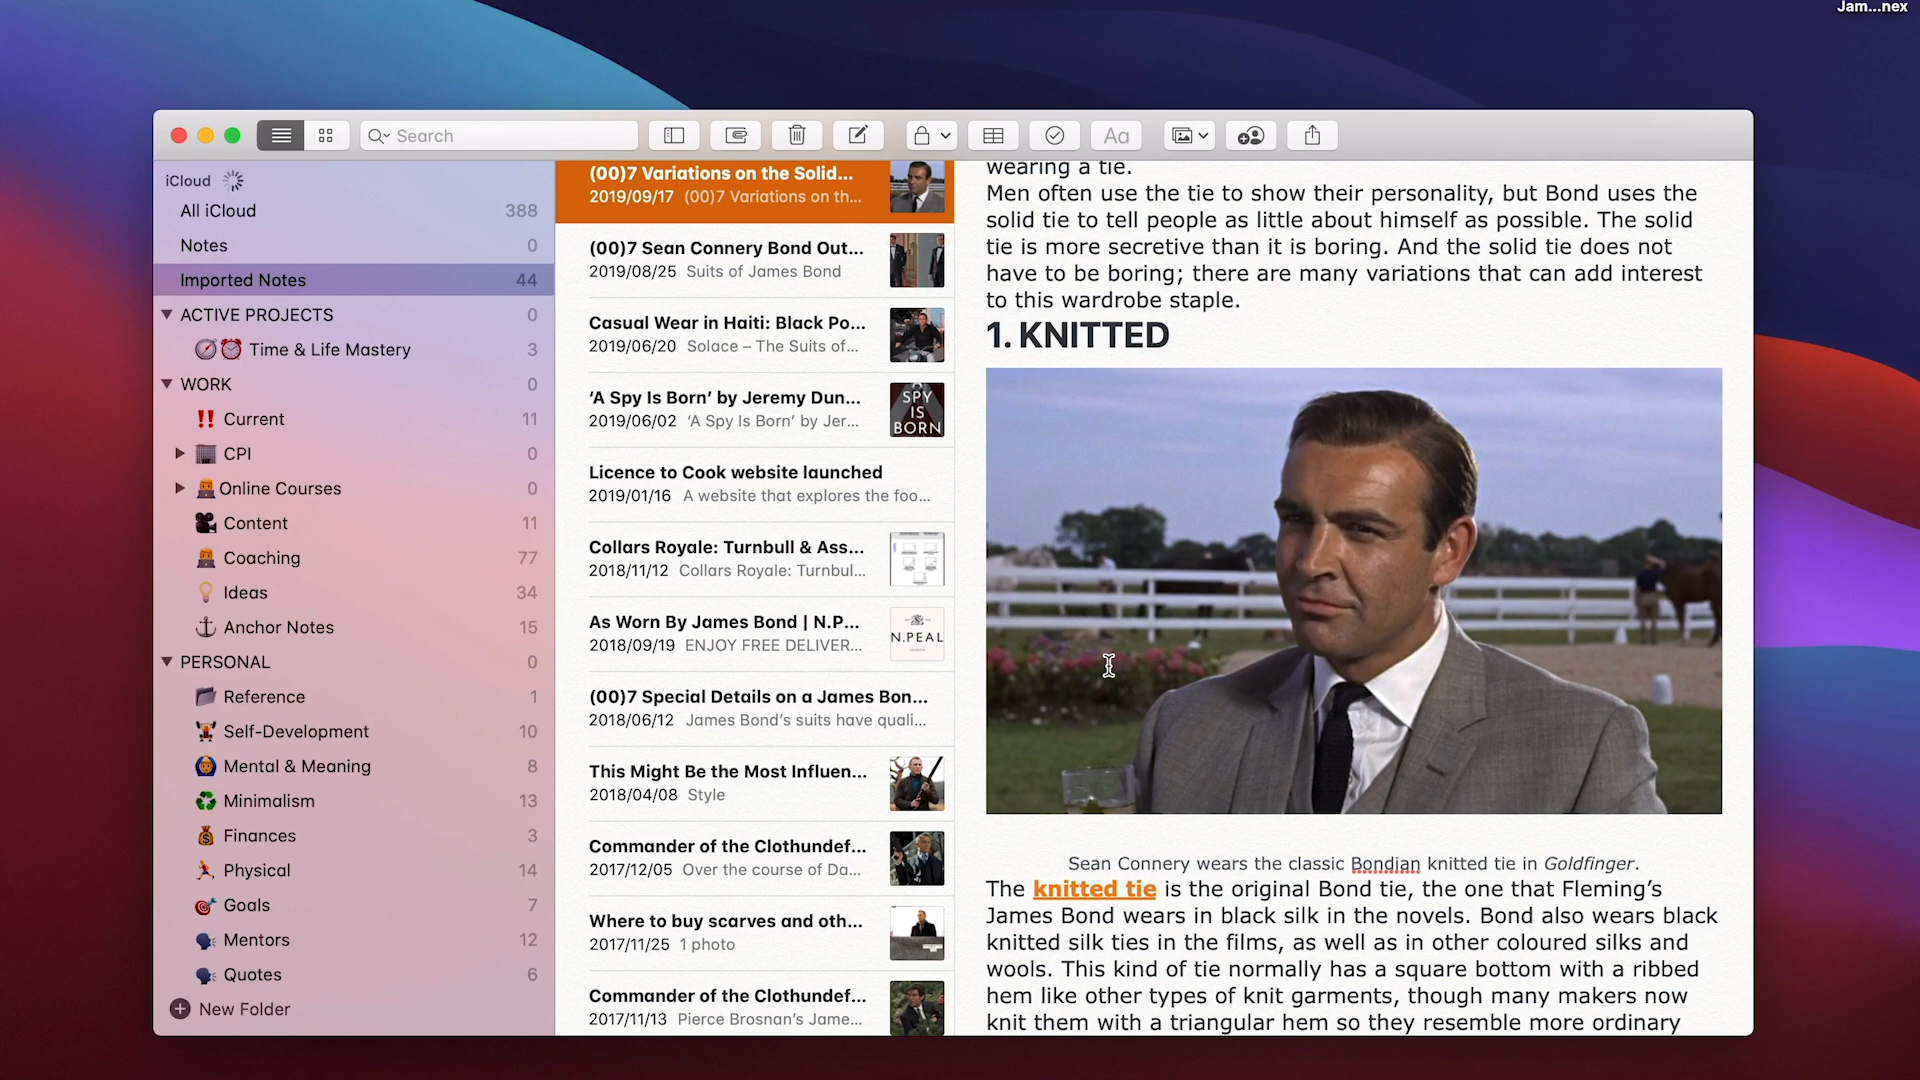 Jam...nex
Search
iCloud
All iCloud 388
Notes 0
Imported Notes 44
ACTIVE PROJECTS 0
Time & Life Mastery 3
WORK 0
Current 11
CPI 0
Online Courses 0
Content 11
Coaching 77
Ideas 34
Anchor Notes 15
PERSONAL 0
Reference 1
Self-Development 10
Mental & Meaning 8
Minimalism 13
Finances 3
Physical 14
Goals 7
Mentors 12
Quotes 6
New Folder
(00)7 Variations on the Solid...
2019/09/17 (00)7 Variations on th...
(00)7 Sean Connery Bond Out...
2019/08/25 Suits of James Bond
Casual Wear in Haiti: Black Po...
2019/06/20 Solace – The Suits of...
‘A Spy Is Born’ by Jeremy Dun...
2019/06/02 ‘A Spy Is Born’ by Jer...
SPY
IS
BORN
Licence to Cook website launched
2019/01/16 A website that explores the foo...
Collars Royale: Turnbull & Ass...
2018/11/12 Collars Royale: Turnbul...
As Worn By James Bond | N.P...
2018/09/19 ENJOY FREE DELIVER...
N.PEAL
(00)7 Special Details on a James Bon...
2018/06/12 James Bond’s suits have quali...
This Might Be the Most Influen...
2018/04/08 Style
Commander of the Clothundef...
2017/12/05 Over the course of Da...
Where to buy scarves and oth...
2017/11/25 1 photo
Commander of the Clothundef...
2017/11/13 Pierce Brosnan’s Jame...
Aa
wearing a tie.
Men often use the tie to show their personality, but Bond uses the
solid tie to tell people as little about himself as possible. The solid
tie is more secretive than it is boring. And the solid tie does not
have to be boring; there are many variations that can add interest
to this wardrobe staple.
1. KNITTED
Sean Connery wears the classic Bondian knitted tie in Goldfinger.
The knitted tie is the original Bond tie, the one that Fleming’s
James Bond wears in black silk in the novels. Bond also wears black
knitted silk ties in the films, as well as in other coloured silks and
wools. This kind of tie normally has a square bottom with a ribbed
hem like other types of knit garments, though many makers now
knit them with a triangular hem so they resemble more ordinary